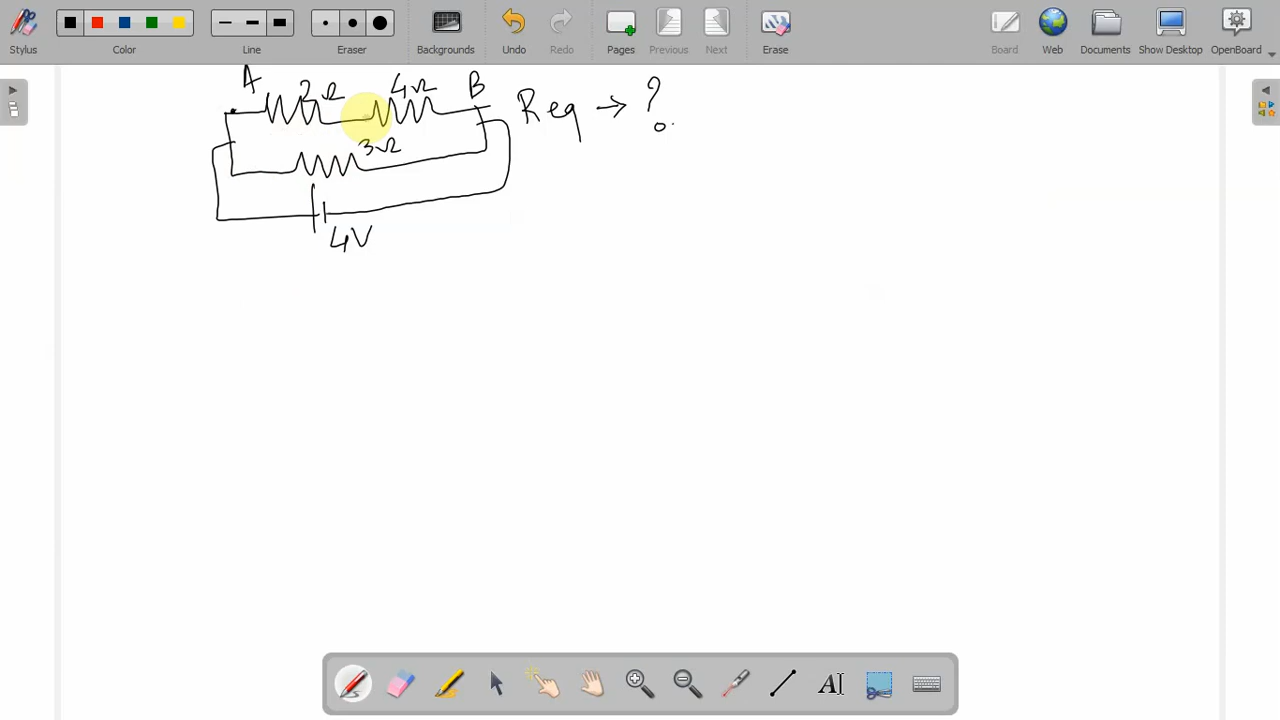 Stylus Color Line Eraser Backgrounds Undo Redo Pages Previous Next Erase Board Web Documents Show Desktop OpenBoard
A 2Ω 4Ω B Req → ?
3Ω
4V
AI